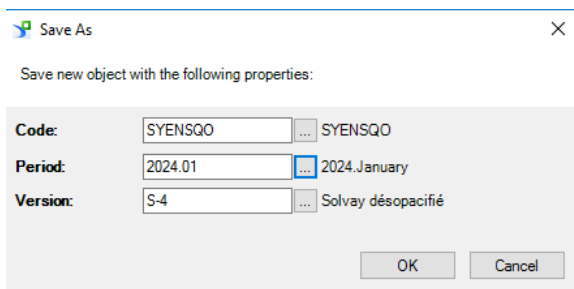 Save As
Save new object with the following properties:
Code: SYENSQO ... SYENSQO
Period: 2024.01 ... 2024.January
Version: S-4 ... Solvay désopacifié
OK Cancel